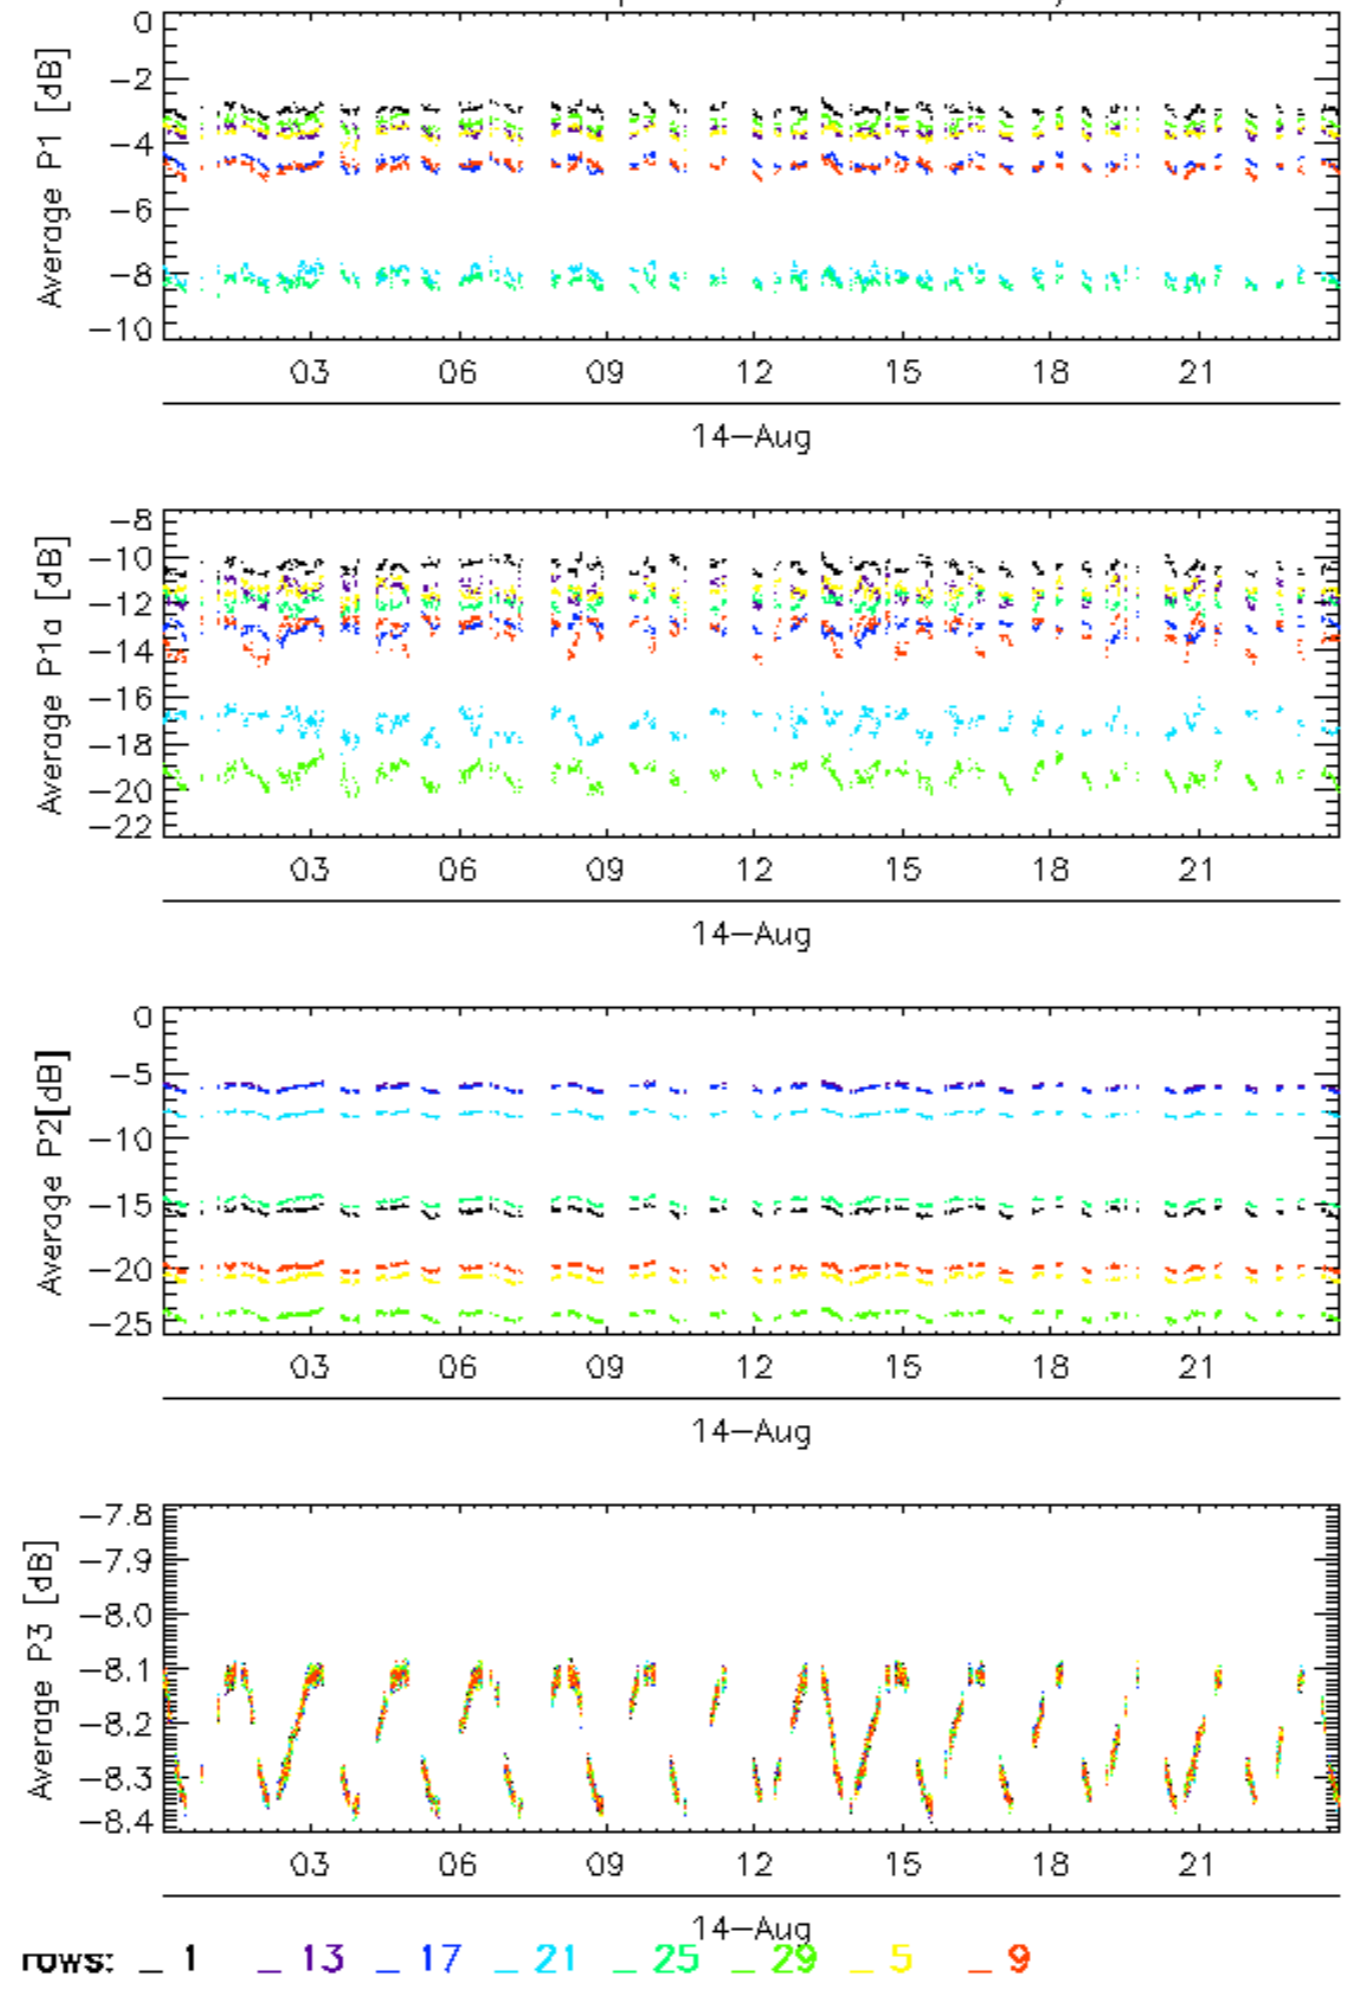 0
−2
−4
−6
−8
−10
Average P1 [dB]
03 06 09 12 15 18 21
14−Aug
−8
−10
−12
−14
−16
−18
−20
−22
Average P1a [dB]
03 06 09 12 15 18 21
14−Aug
0
−5
−10
−15
−20
−25
Average P2[dB]
03 06 09 12 15 18 21
14−Aug
−7.8
−7.9
−8.0
−8.1
−8.2
−8.3
−8.4
Average P3 [dB]
03 06 09 12 15 18 21
14−Aug
rows: _ 1 _ 13 _ 17 _ 21 _ 25 _ 29 _ 5 _ 9